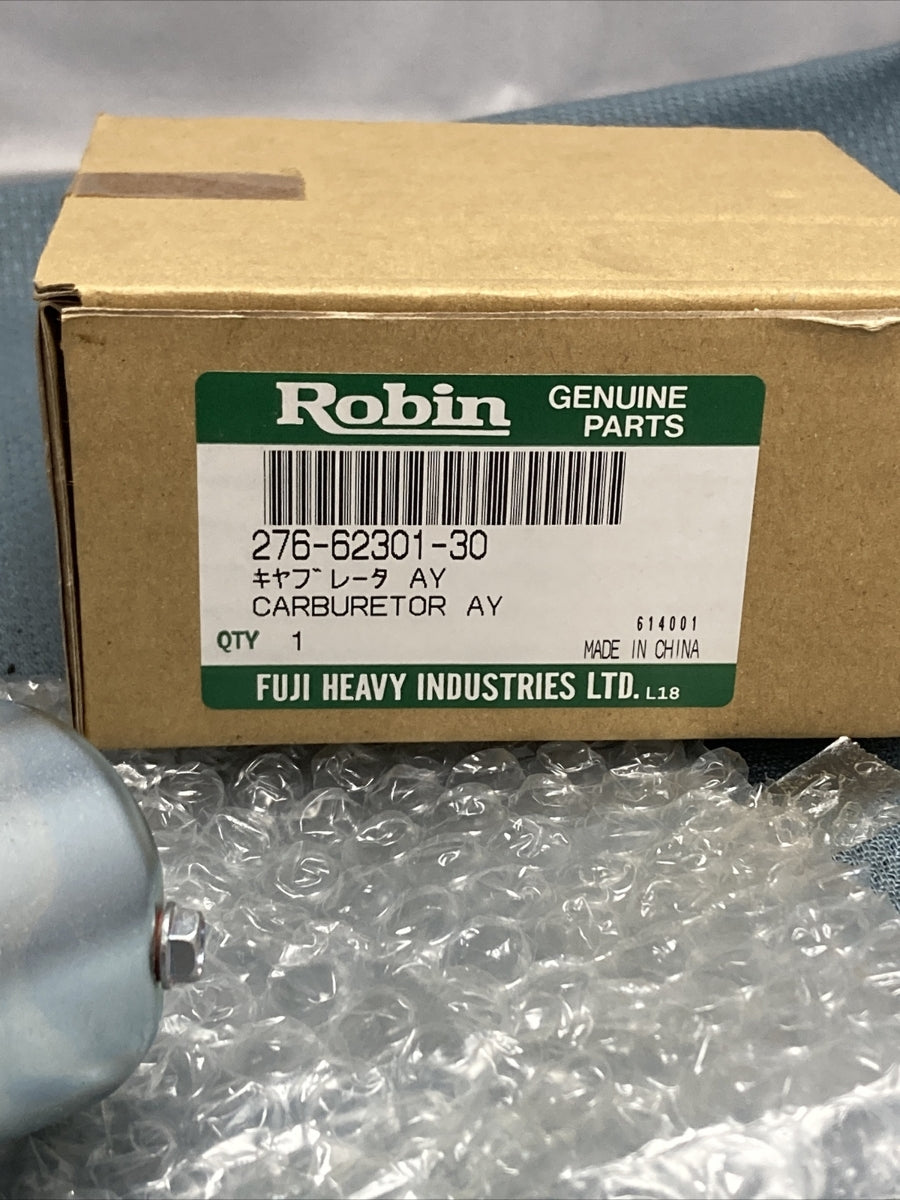 Robin GENUINE PARTS
276-62301-30
キャブレータ AY
CARBURETOR AY
614001
QTY 1 MADE IN CHINA
FUJI HEAVY INDUSTRIES LTD. L18